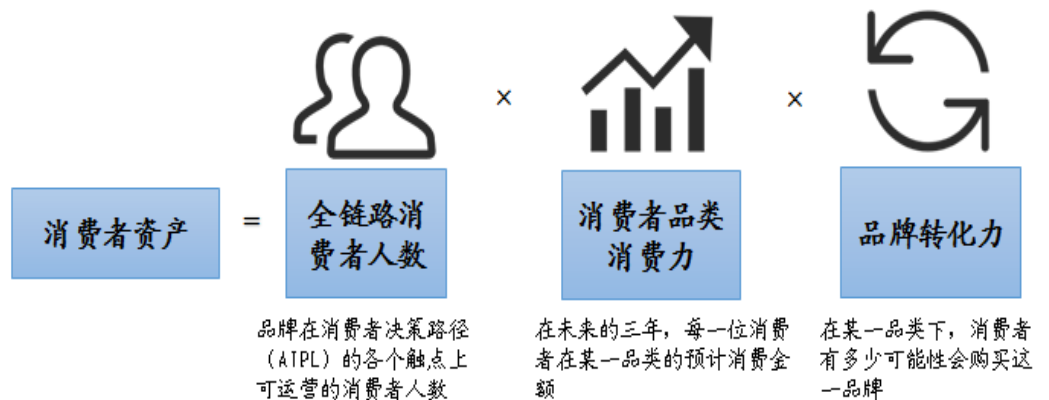 ×
×
消费者资产
=
全链路消
费者人数
消费者品类
消费力
品牌转化力
品牌在消费者决策路径
（AIPL）的各个触点上
可运营的消费者人数
在未来的三年，每一位消费
者在某一品类的预计消费金
额
在某一品类下，消费者
有多少可能性会购买这
一品牌